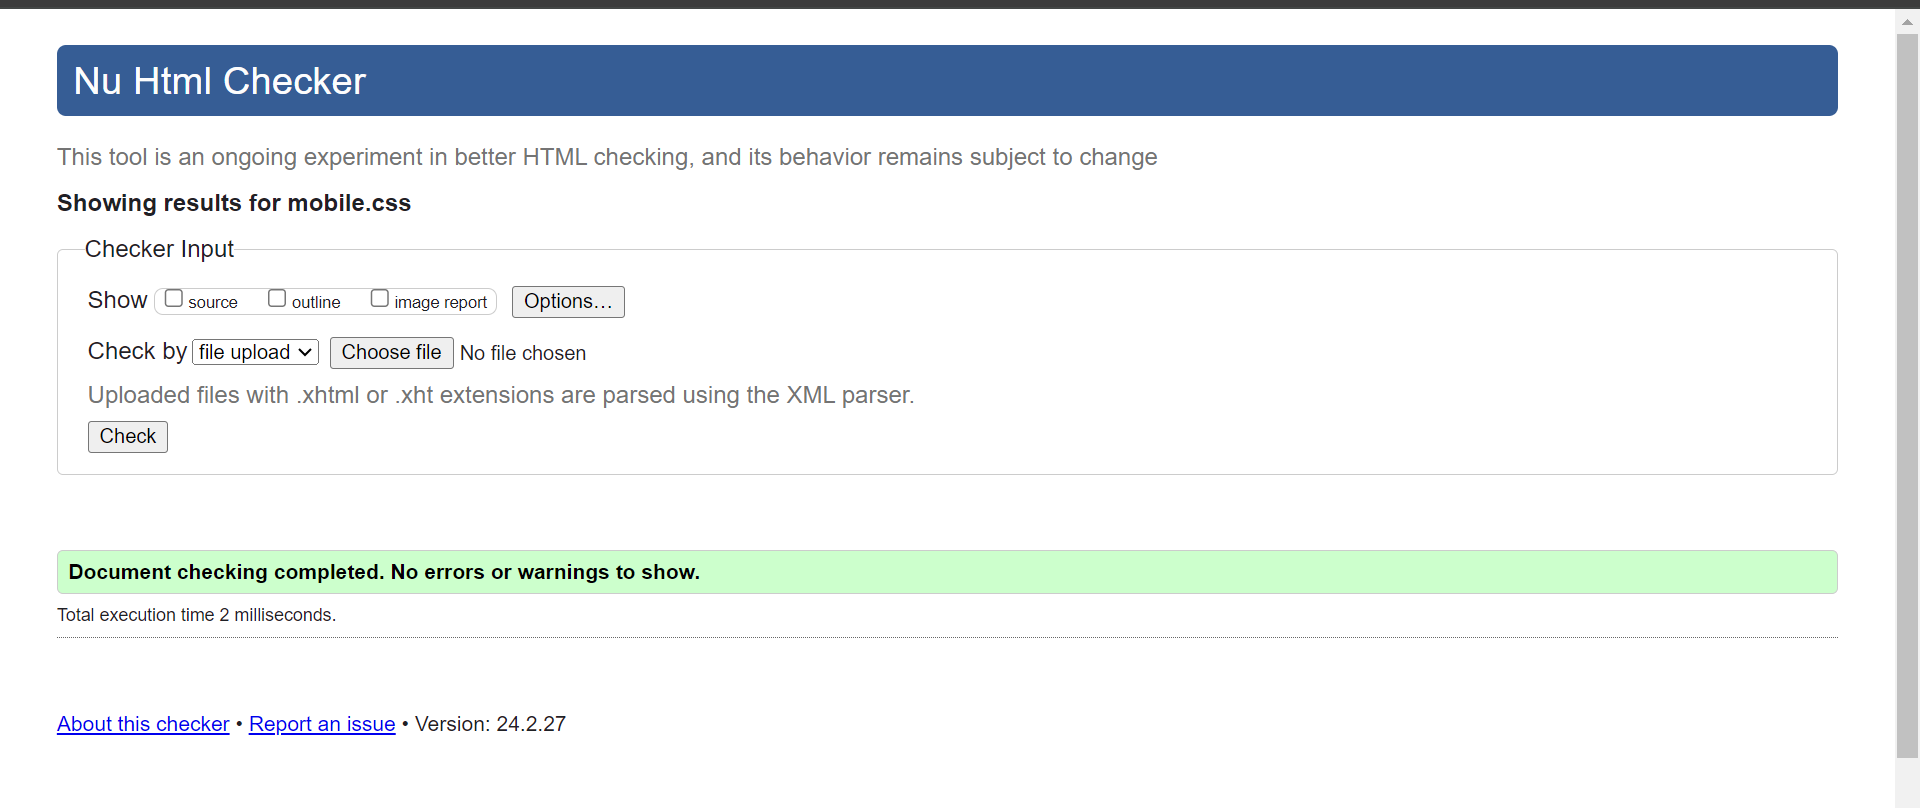 Nu Html Checker
This tool is an ongoing experiment in better HTML checking, and its behavior remains subject to change
Showing results for mobile.css
Checker Input
Show source outline image report Options…
Check by file upload Choose file No file chosen
Uploaded files with .xhtml or .xht extensions are parsed using the XML parser.
Check
Document checking completed. No errors or warnings to show.
Total execution time 2 milliseconds.
About this checker • Report an issue • Version: 24.2.27